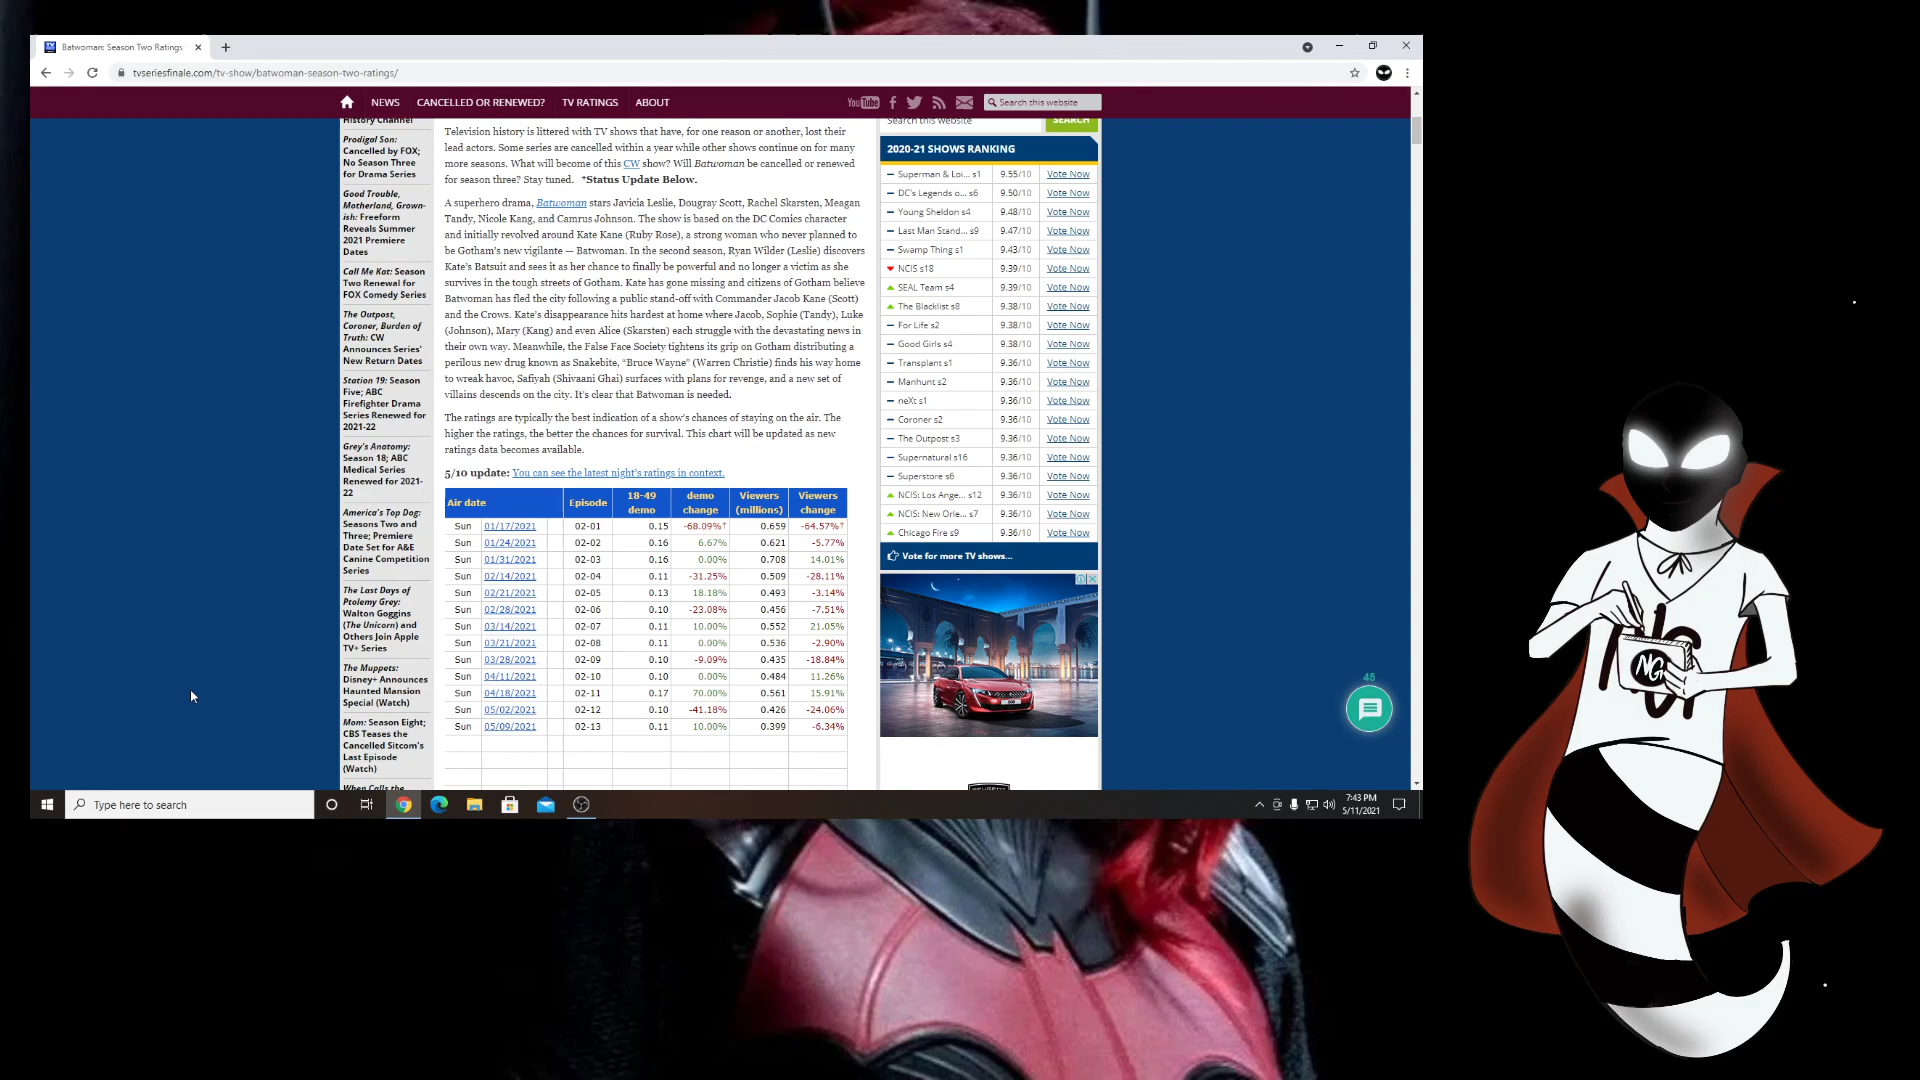 Batwoman: Season Two Ratings
tvseriesfinale.com/tv-show/batwoman-season-two-ratings/
NEWS CANCELLED OR RENEWED? TV RATINGS ABOUT
You Tube
Search this website
History Channel
Prodigal Son:
Cancelled by FOX;
No Season Three
for Drama Series
Good Trouble,
Motherland, Grown-
ish: Freeform
Reveals Summer
2021 Premiere
Dates
Call Me Kat: Season
Two Renewal for
FOX Comedy Series
The Outpost,
Coroner, Burden of
Truth: CW
Announces Series'
New Return Dates
Station 19: Season
Five; ABC
Firefighter Drama
Series Renewed for
2021-22
Grey's Anatomy:
Season 18; ABC
Medical Series
Renewed for 2021-
22
America's Top Dog:
Seasons Two and
Three; Premiere
Date Set for A&E
Canine Competition
Series
The Last Days of
Ptolemy Grey:
Walton Goggins
(The Unicorn) and
Others Join Apple
TV+ Series
The Muppets:
Disney+ Announces
Haunted Mansion
Special (Watch)
Mom: Season Eight;
CBS Teases the
Cancelled Sitcom's
Last Episode
(Watch)
When Calls the
Television history is littered with TV shows that have, for one reason or another, lost their
lead actors. Some series are cancelled within a year while other shows continue on for many
more seasons. What will become of this CW show? Will Batwoman be cancelled or renewed
for season three? Stay tuned. *Status Update Below.
A superhero drama, Batwoman stars Javicia Leslie, Dougray Scott, Rachel Skarsten, Meagan
Tandy, Nicole Kang, and Camrus Johnson. The show is based on the DC Comics character
and initially revolved around Kate Kane (Ruby Rose), a strong woman who never planned to
be Gotham's new vigilante — Batwoman. In the second season, Ryan Wilder (Leslie) discovers
Kate's Batsuit and sees it as her chance to finally be powerful and no longer a victim as she
survives in the tough streets of Gotham. Kate has gone missing and citizens of Gotham believe
Batwoman has fled the city following a public stand-off with Commander Jacob Kane (Scott)
and the Crows. Kate's disappearance hits hardest at home where Jacob, Sophie (Tandy), Luke
(Johnson), Mary (Kang) and even Alice (Skarsten) each struggle with the devastating news in
their own way. Meanwhile, the False Face Society tightens its grip on Gotham distributing a
perilous new drug known as Snakebite, "Bruce Wayne" (Warren Christie) finds his way home
to wreak havoc, Safiyah (Shivaani Ghai) surfaces with plans for revenge, and a new set of
villains descends on the city. It's clear that Batwoman is needed.
The ratings are typically the best indication of a show's chances of staying on the air. The
higher the ratings, the better the chances for survival. This chart will be updated as new
ratings data becomes available.
5/10 update: You can see the latest night's ratings in context.
Air date Episode 18-49 demo demo change Viewers (millions) Viewers change
Sun 01/17/2021 02-01 0.15 -68.09%† 0.659 -64.57%†
Sun 01/24/2021 02-02 0.16 6.67% 0.621 -5.77%
Sun 01/31/2021 02-03 0.16 0.00% 0.708 14.01%
Sun 02/14/2021 02-04 0.11 -31.25% 0.509 -28.11%
Sun 02/21/2021 02-05 0.13 18.18% 0.493 -3.14%
Sun 02/28/2021 02-06 0.10 -23.08% 0.456 -7.51%
Sun 03/14/2021 02-07 0.11 10.00% 0.552 21.05%
Sun 03/21/2021 02-08 0.11 0.00% 0.536 -2.90%
Sun 03/28/2021 02-09 0.10 -9.09% 0.435 -18.84%
Sun 04/11/2021 02-10 0.10 0.00% 0.484 11.26%
Sun 04/18/2021 02-11 0.17 70.00% 0.561 15.91%
Sun 05/02/2021 02-12 0.10 -41.18% 0.426 -24.06%
Sun 05/09/2021 02-13 0.11 10.00% 0.399 -6.34%
Search this website SEARCH
2020-21 SHOWS RANKING
Superman & Loi... s1 9.55/10 Vote Now
DC's Legends o... s6 9.50/10 Vote Now
Young Sheldon s4 9.48/10 Vote Now
Last Man Stand... s9 9.47/10 Vote Now
Swamp Thing s1 9.43/10 Vote Now
NCIS s18 9.39/10 Vote Now
SEAL Team s4 9.39/10 Vote Now
The Blacklist s8 9.38/10 Vote Now
For Life s2 9.38/10 Vote Now
Good Girls s4 9.38/10 Vote Now
Transplant s1 9.36/10 Vote Now
Manhunt s2 9.36/10 Vote Now
neXt s1 9.36/10 Vote Now
Coroner s2 9.36/10 Vote Now
The Outpost s3 9.36/10 Vote Now
Supernatural s16 9.36/10 Vote Now
Superstore s6 9.36/10 Vote Now
NCIS: Los Ange... s12 9.36/10 Vote Now
NCIS: New Orle... s7 9.36/10 Vote Now
Chicago Fire s9 9.36/10 Vote Now
Vote for more TV shows...
45
NG
NG
Type here to search
7:43 PM
5/11/2021